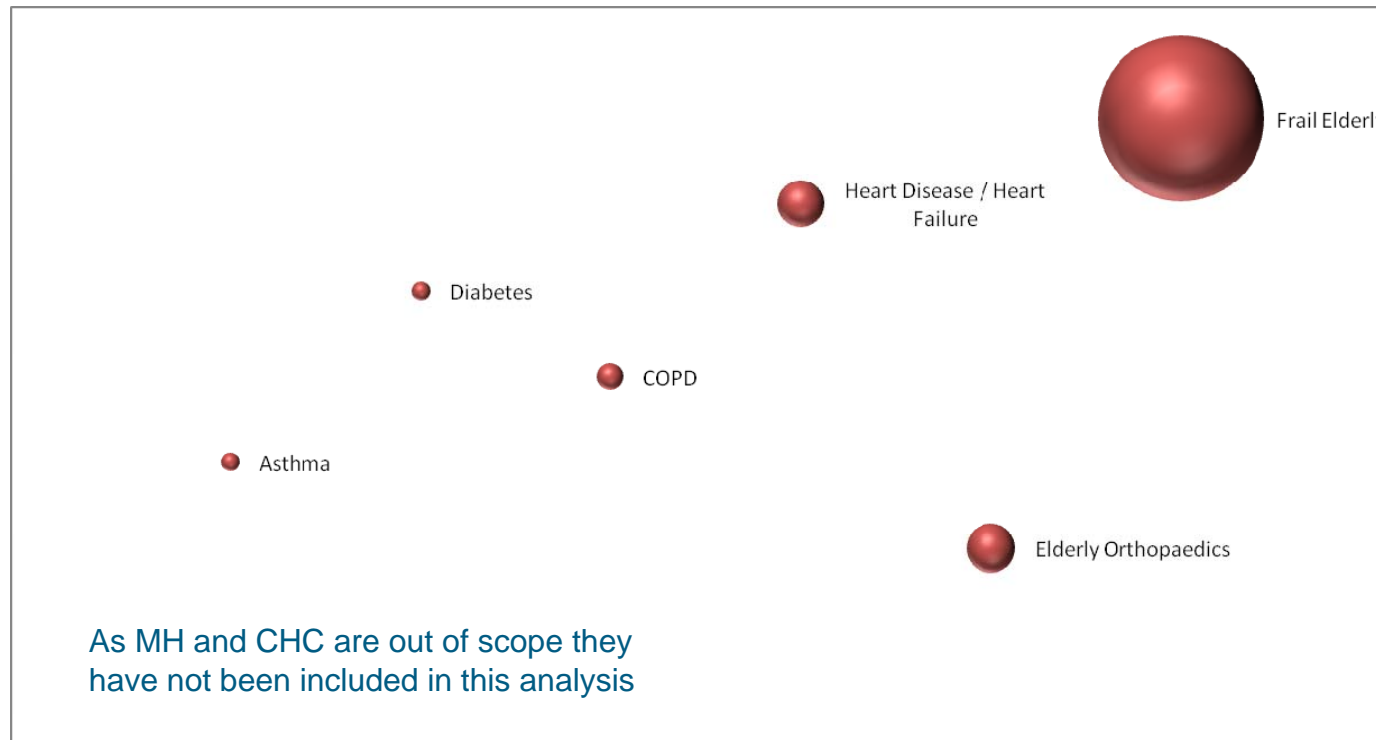 Frail Elderl
Heart Disease / Heart
Failure
Diabetes
COPD
Asthma
Elderly Orthopaedics
As MH and CHC are out of scope they
have not been included in this analysis